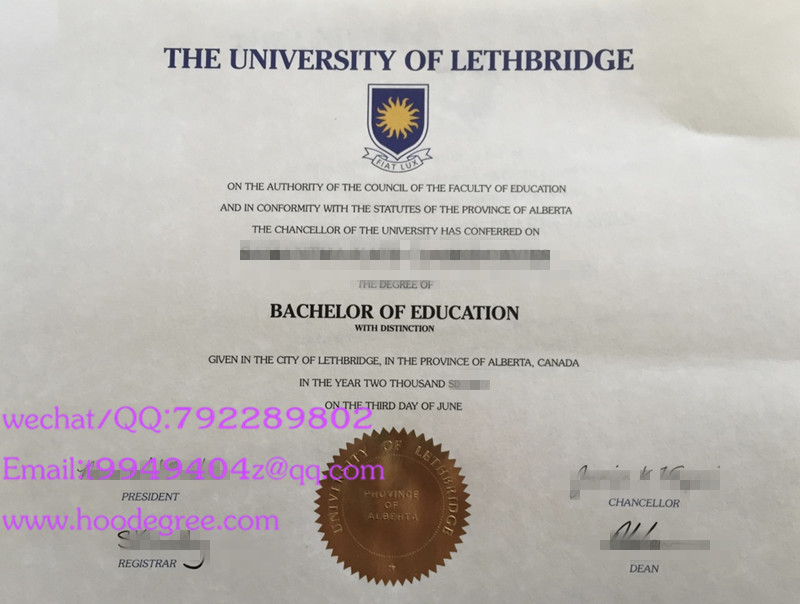 THE UNIVERSITY OF LETHBRIDGE
FIAT LUX
ON THE AUTHORITY OF THE COUNCIL OF THE FACULTY OF EDUCATION
AND IN CONFORMITY WITH THE STATUTES OF THE PROVINCE OF ALBERTA
THE CHANCELLOR OF THE UNIVERSITY HAS CONFERRED ON
THE DEGREE OF
BACHELOR OF EDUCATION
WITH DISTINCTION
GIVEN IN THE CITY OF LETHBRIDGE, IN THE PROVINCE OF ALBERTA, CANADA
IN THE YEAR TWO THOUSAND
ON THE THIRD DAY OF JUNE
wechat/QQ:792289802
Email:t9949404z@qq.com
www.hoodegree.com
PRESIDENT
REGISTRAR
UNIVERSITY OF LETHBRIDGE
PROVINCE
OF
ALBERTA
CHANCELLOR
DEAN